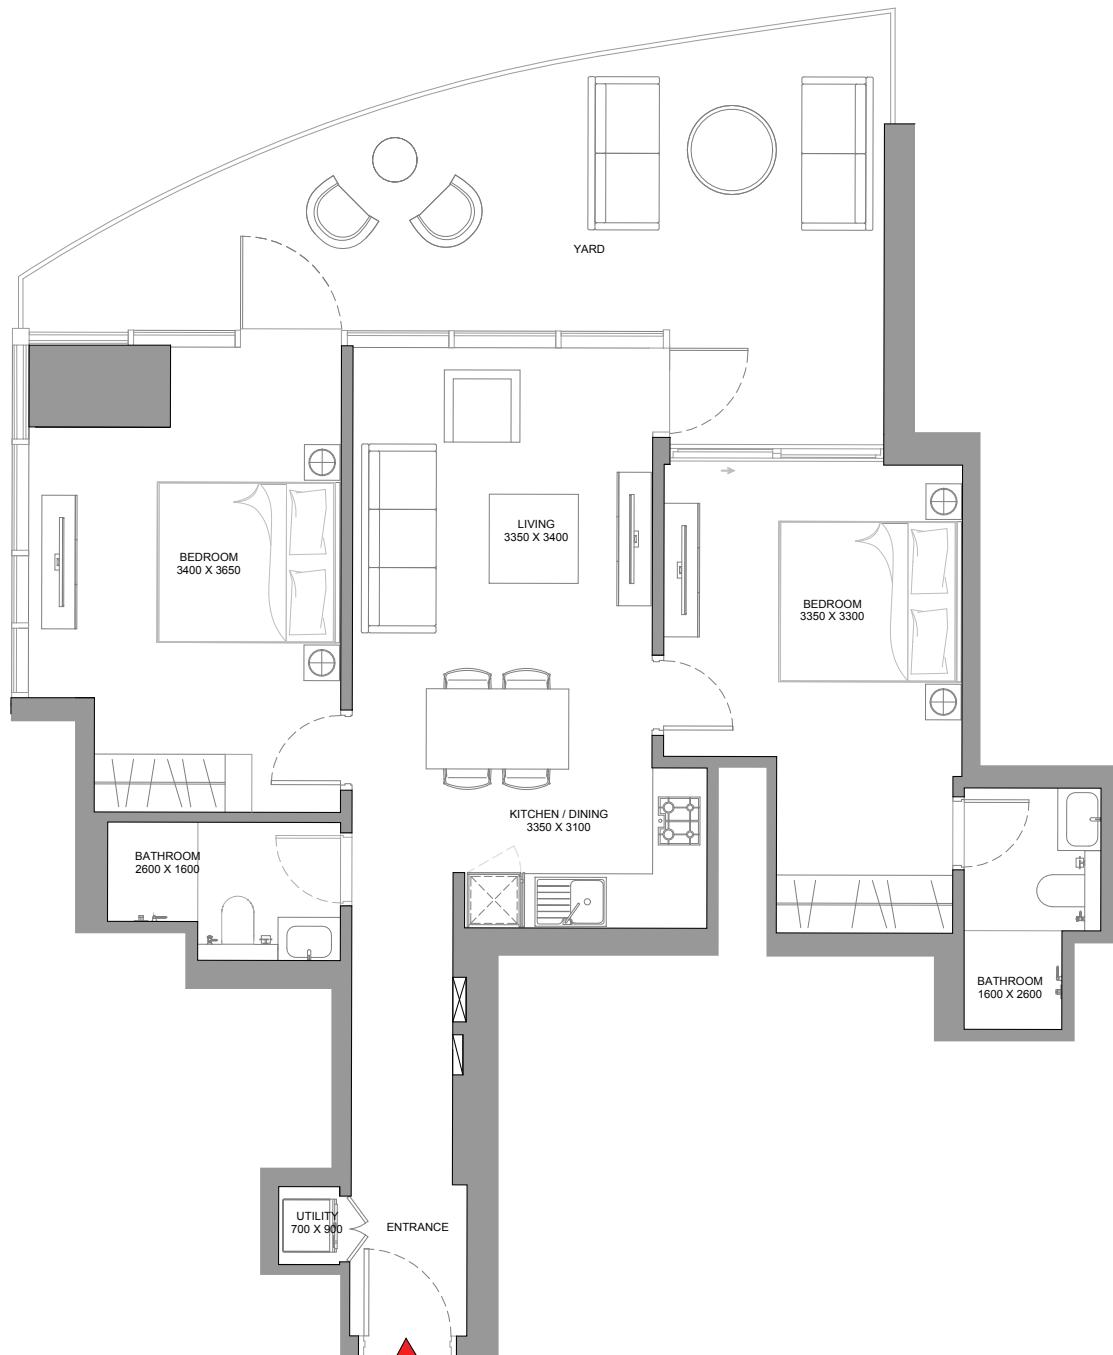 YARD
LIVING
3350 X 3400
BEDROOM
3400 X 3650
BEDROOM
3350 X 3300
KITCHEN / DINING
3350 X 3100
BATHROOM
2600 X 1600
BATHROOM
1600 X 2600
UTILITY
700 X 900
ENTRANCE